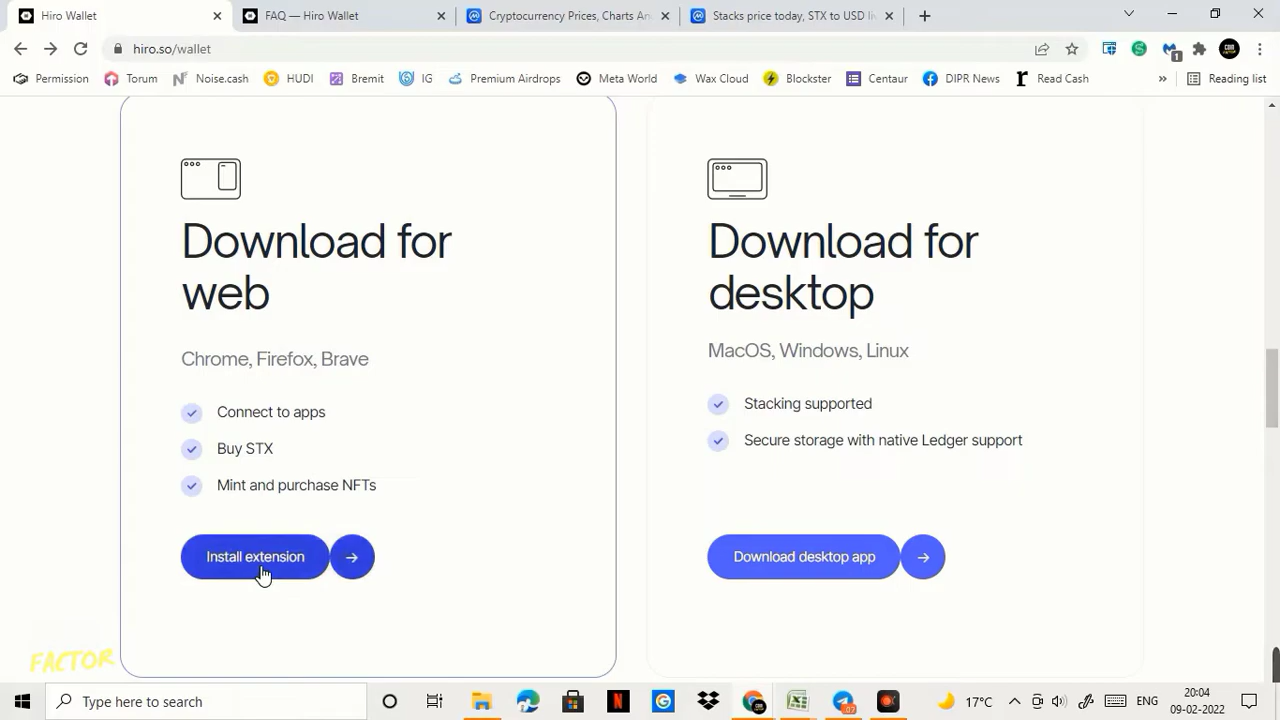 Hiro Wallet
FAQ — Hiro Wallet
Cryptocurrency Prices, Charts An
Stacks price today, STX to USD li
hiro.so/wallet
Permission
Torum
Noise.cash
HUDI
Bremit
IG
Premium Airdrops
Meta World
Wax Cloud
Blockster
Centaur
DIPR News
Read Cash
»
Reading list
Download for
web
Chrome, Firefox, Brave
Connect to apps
Buy STX
Mint and purchase NFTs
Install extension
Download for
desktop
MacOS, Windows, Linux
Stacking supported
Secure storage with native Ledger support
Download desktop app
FACTOR
Type here to search
17°C
ENG
20:04
09-02-2022